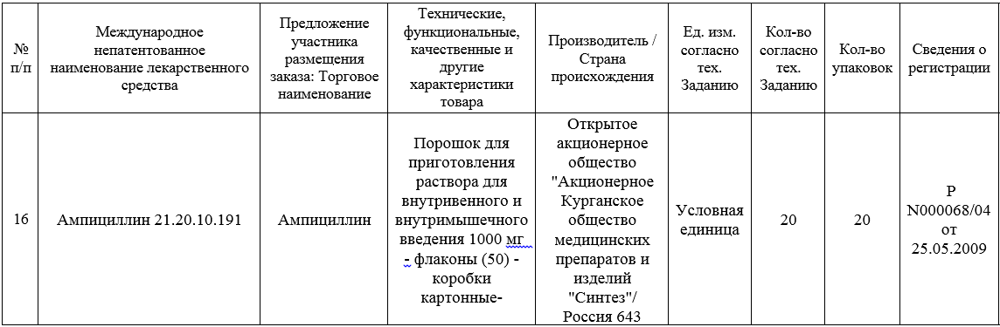 №
п/п
Международное
непатентованное
наименование лекарственного
средства
Предложение
участника
размещения
заказа: Торговое
наименование
Технические,
функциональные,
качественные и
другие
характеристики
товара
Производитель /
Страна
происхождения
Ед. изм.
согласно
тех.
Заданию
Кол-во
согласно
тех.
Заданию
Кол-во
упаковок
Сведения о
регистрации
16
Ампициллин 21.20.10.191
Ампициллин
Порошок для
приготовления
раствора для
внутривенного и
внутримышечного
введения 1000 мг
- флаконы (50) -
коробки
картонные-
Открытое
акционерное
общество
"Акционерное
Курганское
общество
медицинских
препаратов и
изделий
"Синтез"/
Россия 643
Условная
единица
20
20
Р
N000068/04
от
25.05.2009